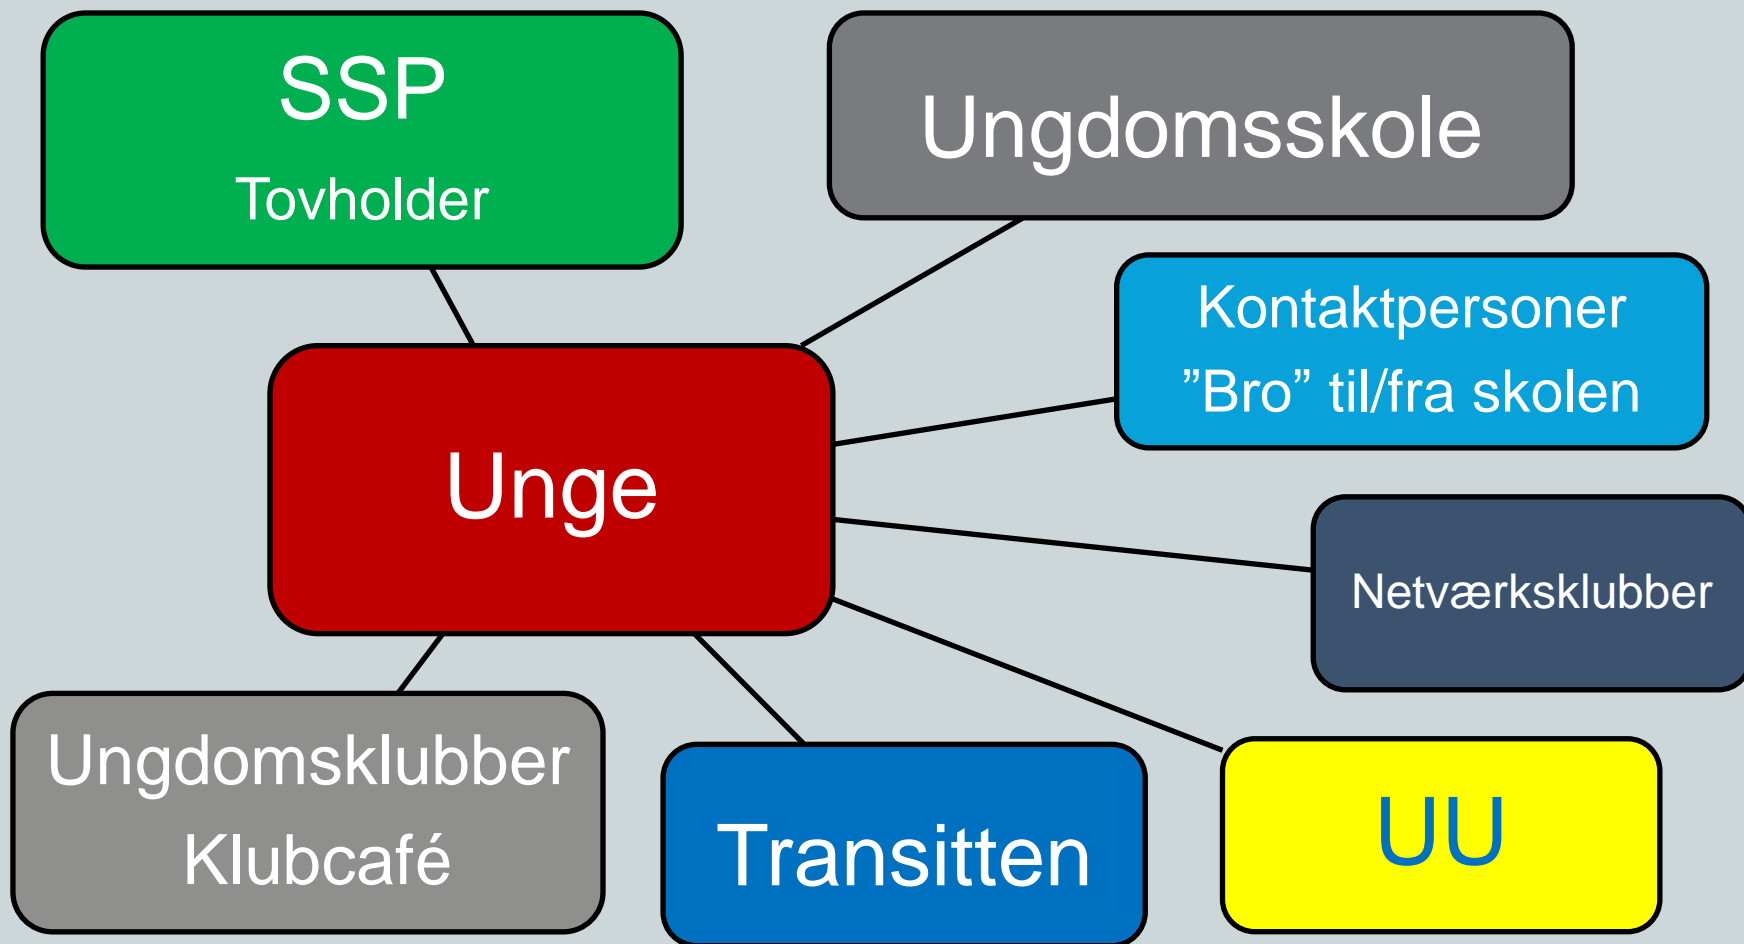 SSP
Tovholder
Ungdomsskole
Kontaktpersoner
”Bro” til/fra skolen
Unge
Netværksklubber
Ungdomsklubber
Klubcafé
Transitten
UU